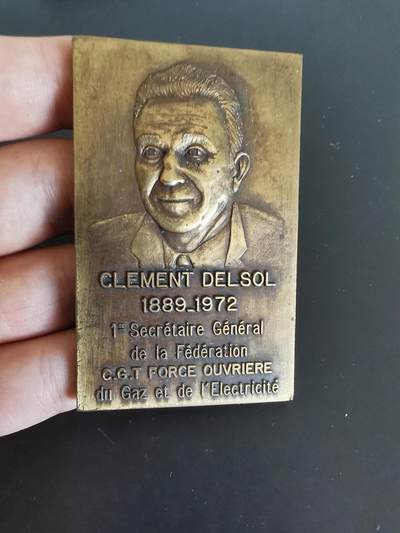 CLEMENT DELSOL
1889-1972
1er Secrétaire Général
de la Fédération
C.G.T FORCE OUVRIERE
du Gaz et de l'Electricité